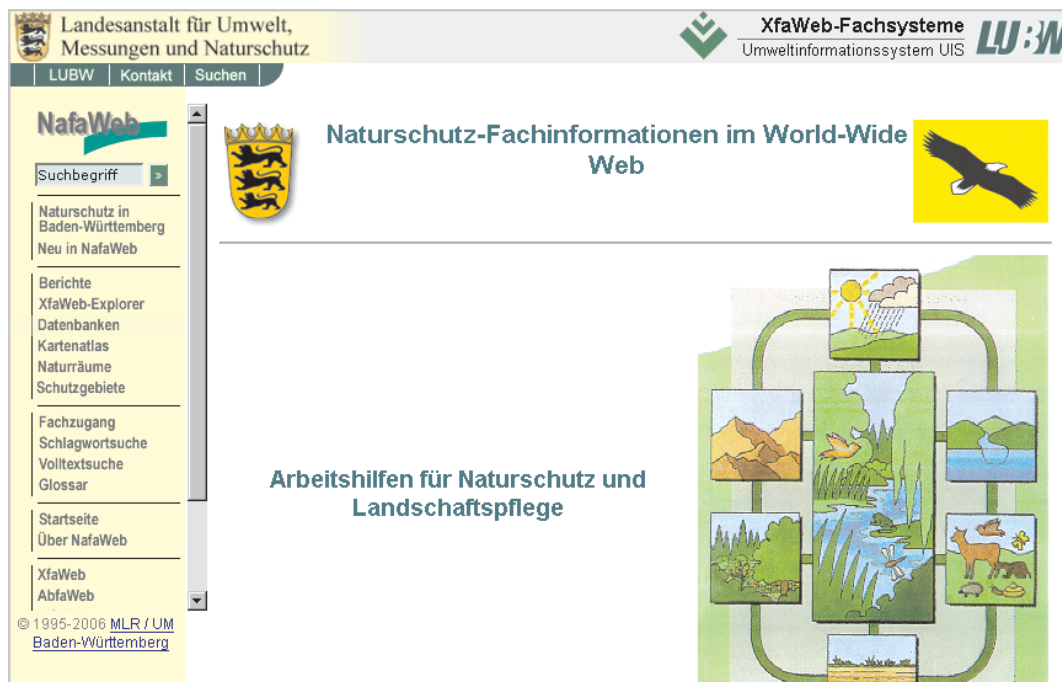 Landesanstalt für Umwelt,
Messungen und Naturschutz
XfaWeb-Fachsysteme
Umweltinformationssystem UIS
LUBW
LUBW
Kontakt
Suchen
NafaWeb
Suchbegriff
»
Naturschutz in
Baden-Württemberg
Neu in NafaWeb
Berichte
XfaWeb-Explorer
Datenbanken
Kartenatlas
Naturräume
Schutzgebiete
Fachzugang
Schlagwortsuche
Volltextsuche
Glossar
Startseite
Über NafaWeb
XfaWeb
AbfaWeb
© 1995-2006 MLR / UM
Baden-Württemberg
Naturschutz-Fachinformationen im World-Wide
Web
Arbeitshilfen für Naturschutz und
Landschaftspflege